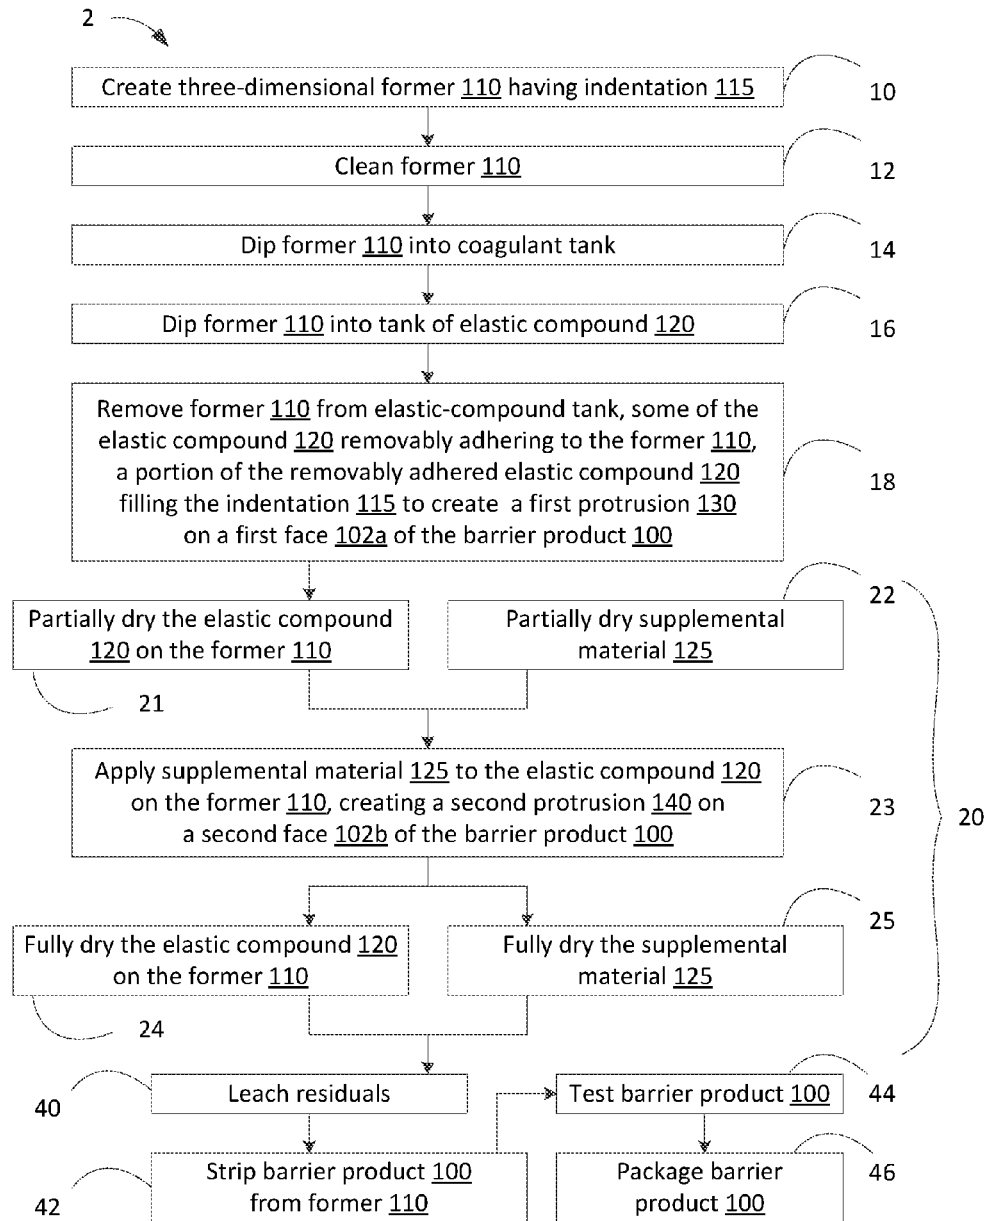 2
Create three-dimensional former 110 having indentation 115
10
Clean former 110
12
Dip former 110 into coagulant tank
14
Dip former 110 into tank of elastic compound 120
16
Remove former 110 from elastic-compound tank, some of the
elastic compound 120 removably adhering to the former 110,
a portion of the removably adhered elastic compound 120
filling the indentation 115 to create a first protrusion 130
on a first face 102a of the barrier product 100
18
22
Partially dry the elastic compound
120 on the former 110
Partially dry supplemental
material 125
21
Apply supplemental material 125 to the elastic compound 120
on the former 110, creating a second protrusion 140 on
a second face 102b of the barrier product 100
23
20
25
Fully dry the elastic compound 120
on the former 110
Fully dry the supplemental
material 125
24
40
Leach residuals
Test barrier product 100
44
42
Strip barrier product 100
from former 110
Package barrier
product 100
46